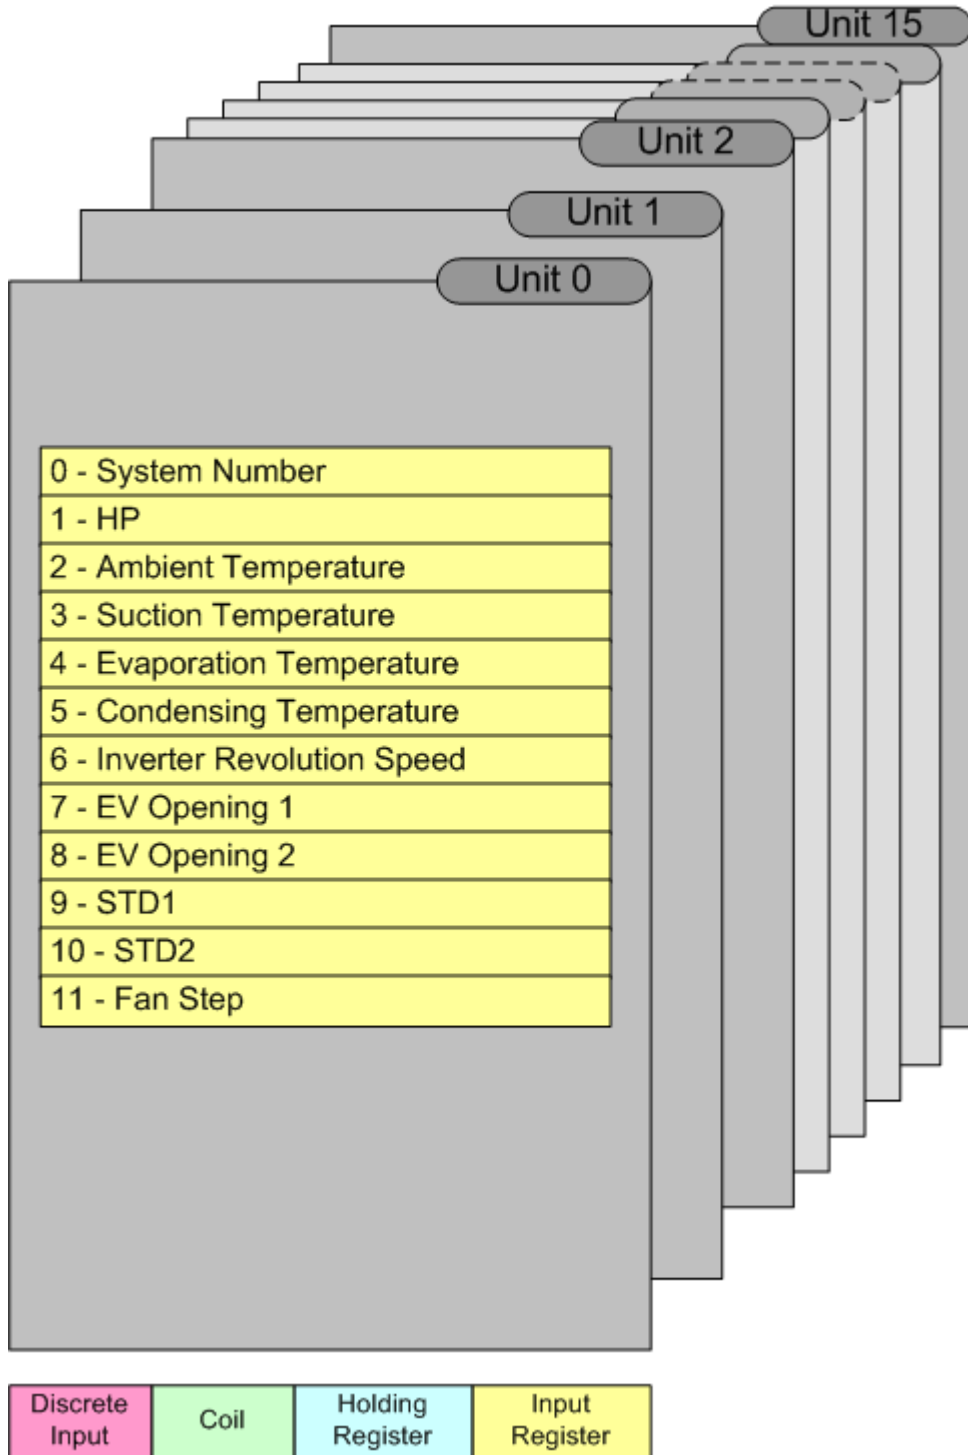 Unit 15
Unit 2
Unit 1
Unit 0
0 - System Number
1 - HP
2 - Ambient Temperature
3 - Suction Temperature
4 - Evaporation Temperature
5 - Condensing Temperature
6 - Inverter Revolution Speed
7 - EV Opening 1
8 - EV Opening 2
9 - STD1
10 - STD2
11 - Fan Step
Discrete
Input
Coil
Holding
Register
Input
Register